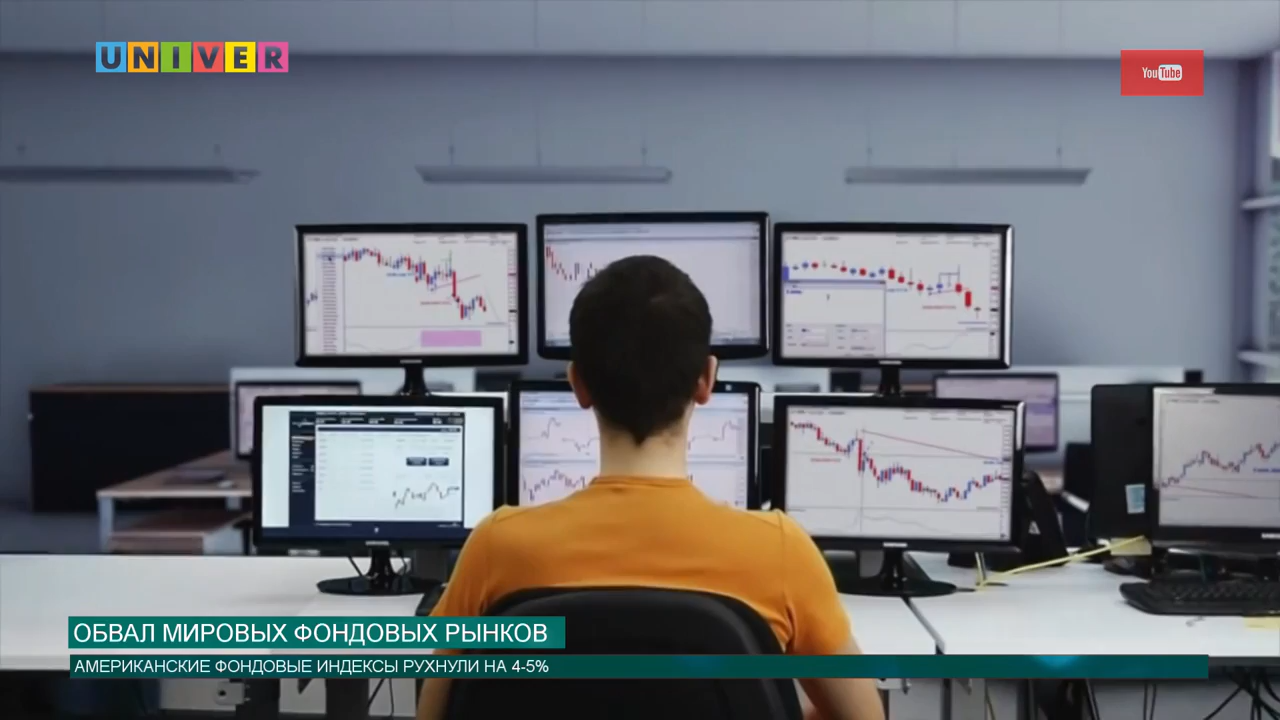 UNIVER
YouTube
ОБВАЛ МИРОВЫХ ФОНДОВЫХ РЫНКОВ
АМЕРИКАНСКИЕ ФОНДОВЫЕ ИНДЕКСЫ РУХНУЛИ НА 4-5%